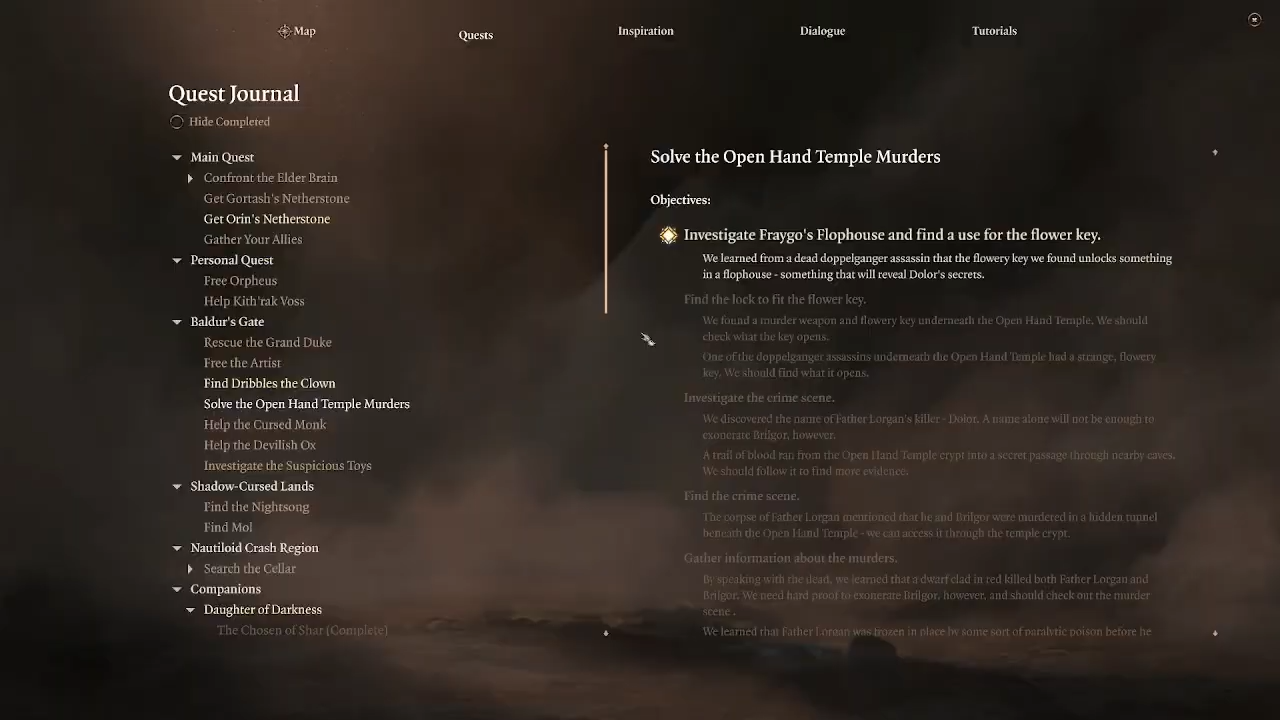 Map
Quests
Inspiration
Dialogue
Tutorials
Quest Journal
Hide Completed
Main Quest
Confront the Elder Brain
Get Gortash's Netherstone
Get Orin's Netherstone
Gather Your Allies
Personal Quest
Free Orpheus
Help Kith'rak Voss
Baldur's Gate
Rescue the Grand Duke
Free the Artist
Find Dribbles the Clown
Solve the Open Hand Temple Murders
Help the Cursed Monk
Help the Devilish Ox
Investigate the Suspicious Toys
Shadow-Cursed Lands
Find the Nightsong
Find Mol
Nautiloid Crash Region
Search the Cellar
Companions
Daughter of Darkness
The Chosen of Shar (Complete)
Solve the Open Hand Temple Murders
Objectives:
Investigate Fraygo's Flophouse and find a use for the flower key.
We learned from a dead doppelganger assassin that the flowery key we found unlocks something
in a flophouse - something that will reveal Dolor's secrets.
Find the lock to fit the flower key.
We found a murder weapon and flowery key underneath the Open Hand Temple. We should
check what the key opens.
One of the doppelganger assassins underneath the Open Hand Temple had a strange, flowery
key. We should find what it opens.
Investigate the crime scene.
We discovered the name of Father Lorgan's killer - Dolor. A name alone will not be enough to
exonerate Brilgor, however.
A trail of blood ran from the Open Hand Temple crypt into a secret passage through nearby caves.
We should follow it to find more evidence.
Find the crime scene.
The corpse of Father Lorgan mentioned that he and Brilgor were murdered in a hidden tunnel
beneath the Open Hand Temple - we can access it through the temple crypt.
Gather information about the murders.
By speaking with the dead, we learned that a dwarf clad in red killed both Father Lorgan and
Brilgor. We need hard proof to exonerate Brilgor, however, and should check out the murder
scene .
We learned that Father Lorgan was frozen in place by some sort of paralytic poison before he